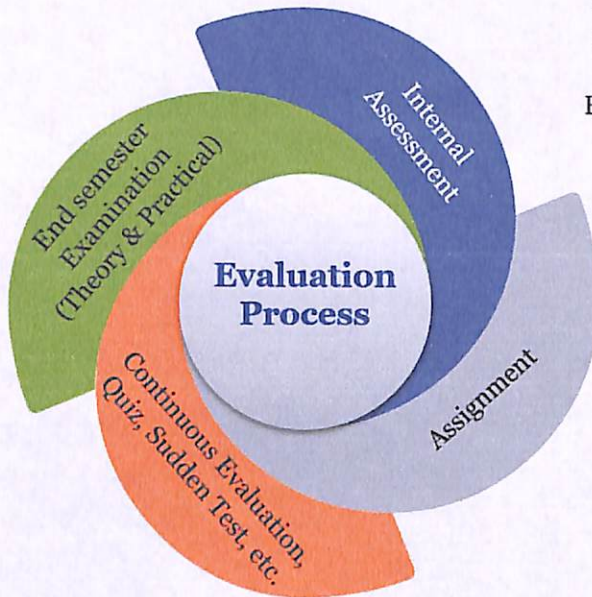 Internal
Assessment
Assignment
Continuous Evaluation,
Quiz, Sudden Test, etc.
End semester
Examination
(Theory & Practical)
Evaluation
Process